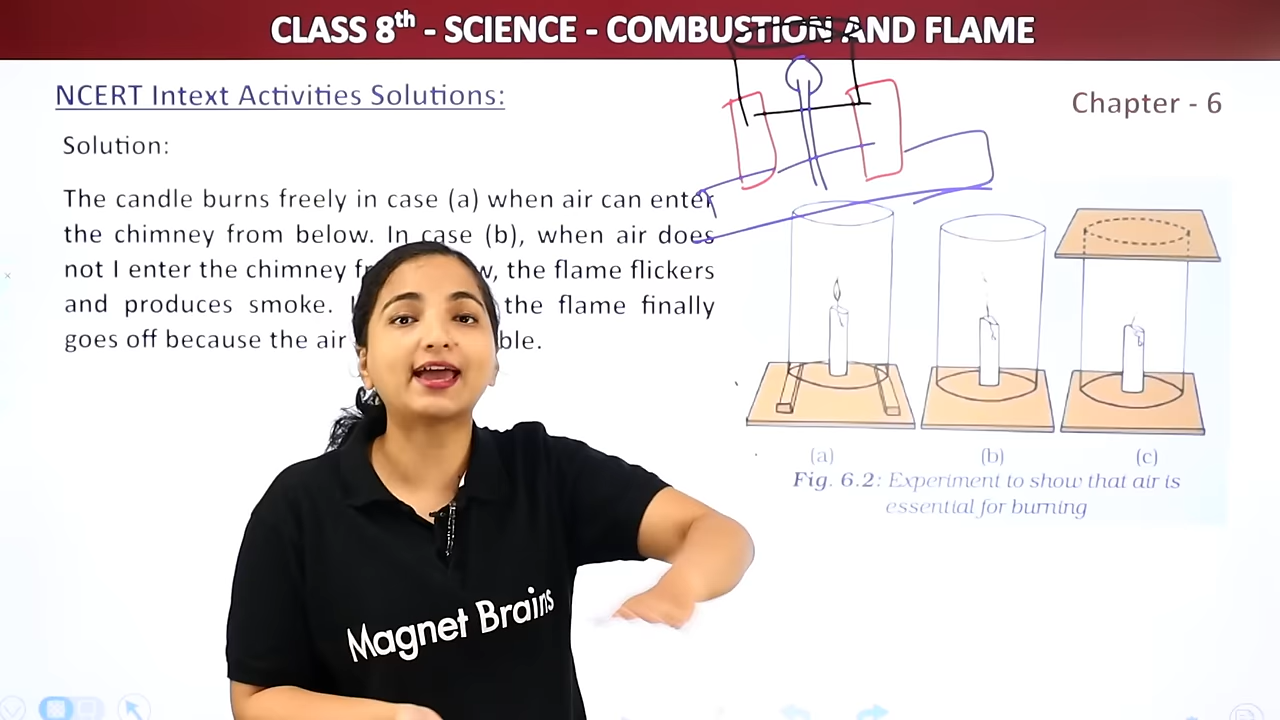 CLASS 8th - SCIENCE - COMBUSTION AND FLAME
NCERT Intext Activities Solutions:
Chapter - 6
Solution:
The candle burns freely in case (a) when air can enter
the chimney from below. In case (b), when air does
not I enter the chimney the flame flickers
and produces smoke. the flame finally
goes off because the air
(a) (b) (c)
Fig. 6.2: Experiment to show that air is
essential for burning
Magnet Brains